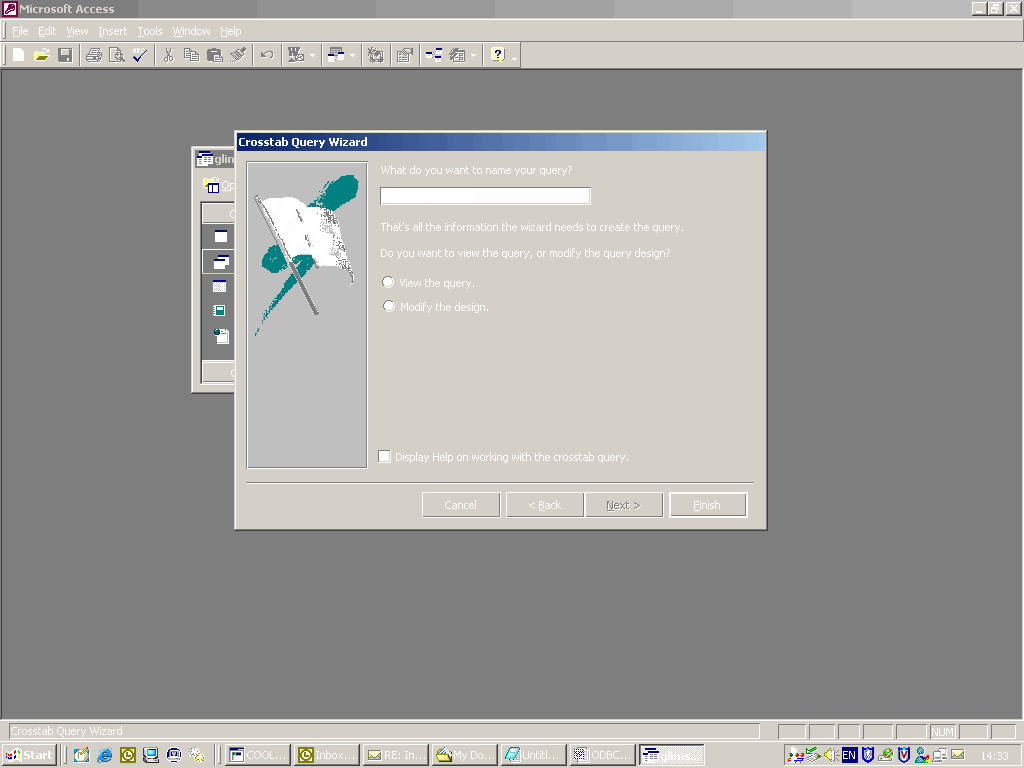 Microsoft Access
File Edit View Insert Tools Window Help
Crosstab Query Wizard
glim
Op
What do you want to name your query?
That's all the information the wizard needs to create the query.
Do you want to view the query, or modify the query design?
View the query.
Modify the design.
Display Help on working with the crosstab query.
Cancel < Back Next > Finish
Crosstab Query Wizard NUM
Start COOL... Inbox... RE: In... My Do... Untitl... ODBC... glims... EN 14:33